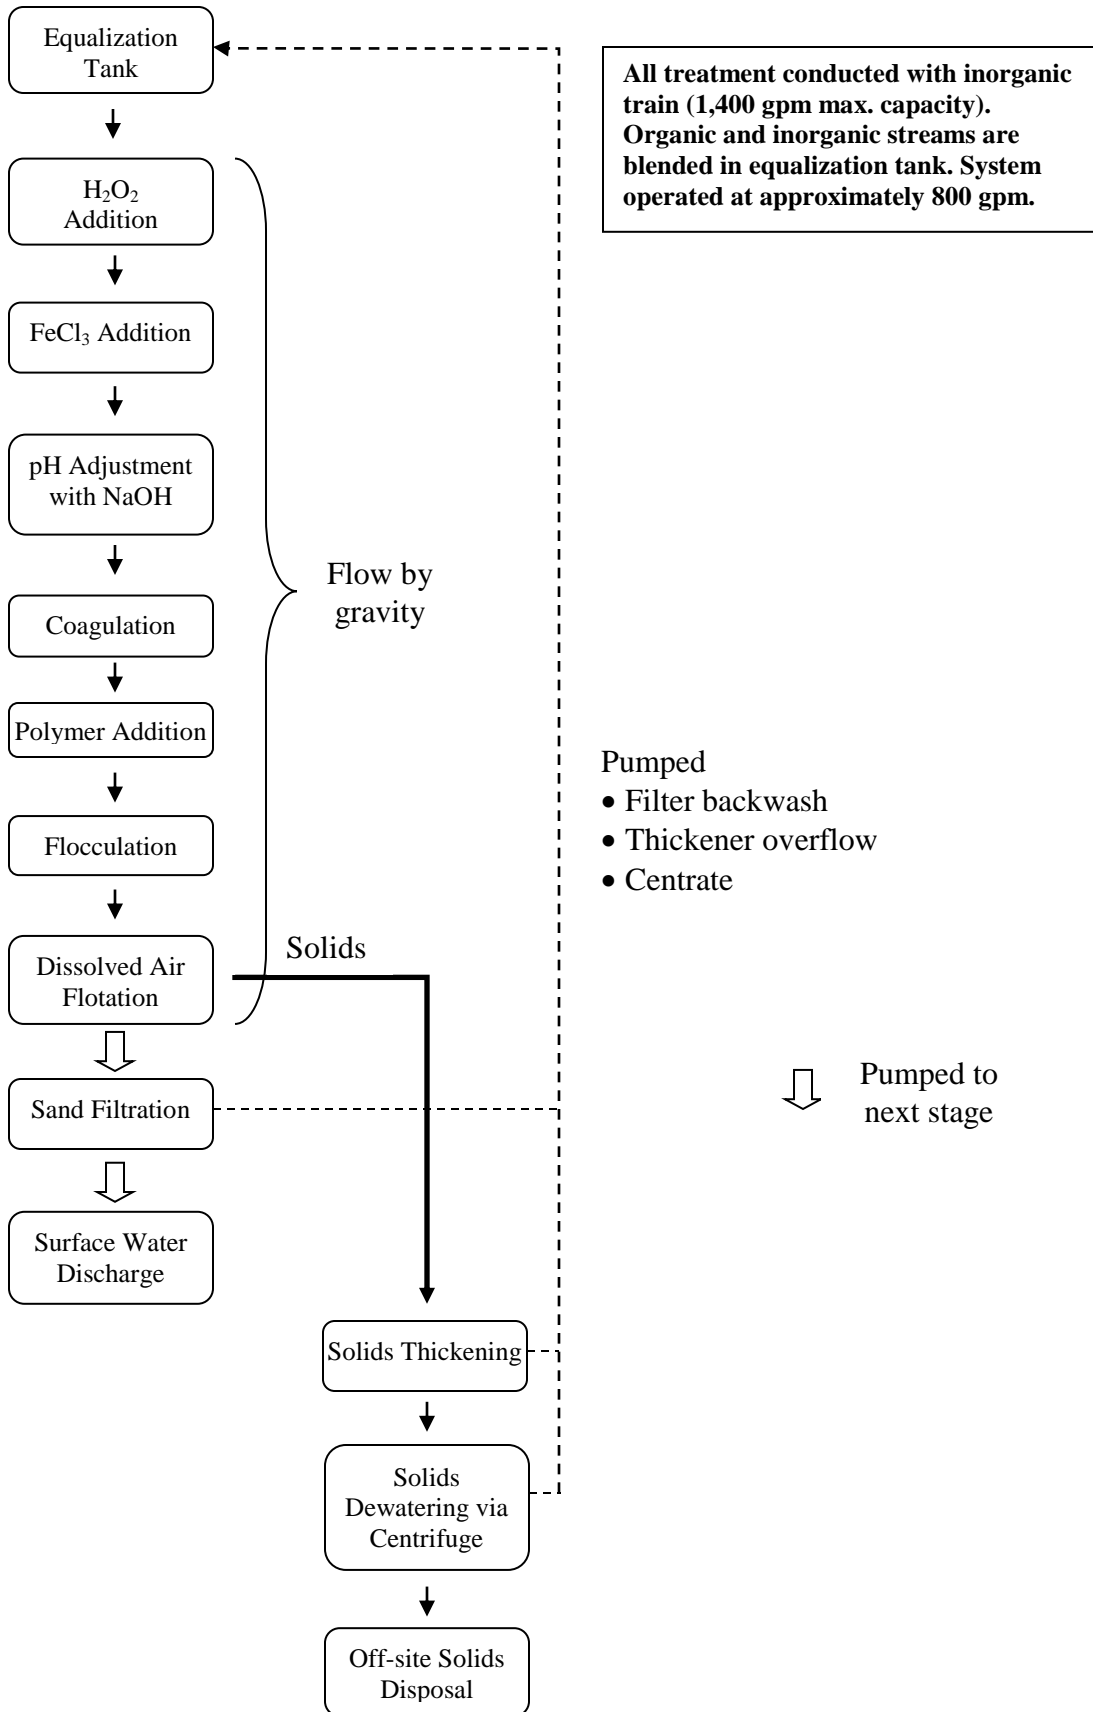 Equalization
Tank
All treatment conducted with inorganic
train (1,400 gpm max. capacity).
Organic and inorganic streams are
blended in equalization tank. System
operated at approximately 800 gpm.
H₂O₂
Addition
FeCl₃ Addition
pH Adjustment
with NaOH
Flow by
gravity
Coagulation
Polymer Addition
Pumped
• Filter backwash
• Thickener overflow
• Centrate
Flocculation
Solids
Dissolved Air
Flotation
Sand Filtration
Pumped to
next stage
Surface Water
Discharge
Solids Thickening
Solids
Dewatering via
Centrifuge
Off-site Solids
Disposal